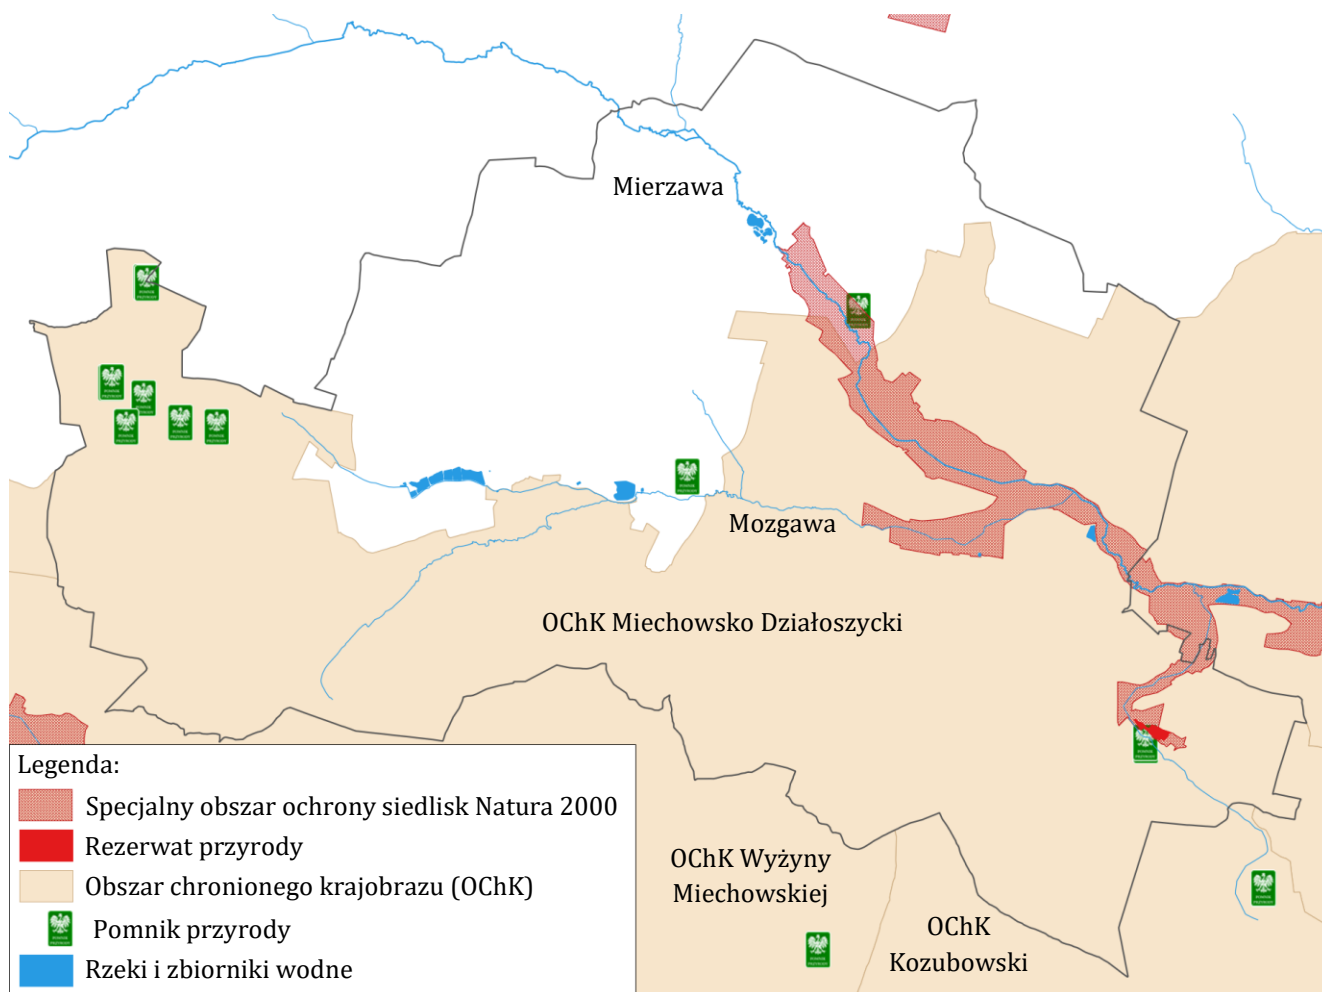 Mierzawa
Mozgawa
OChK Miechowsko Działoszycki
OChK Wyżyny
Miechowskiej
OChK
Kozubowski
Legenda:
Specjalny obszar ochrony siedlisk Natura 2000
Rezerwat przyrody
Obszar chronionego krajobrazu (OChK)
Pomnik przyrody
Rzeki i zbiorniki wodne